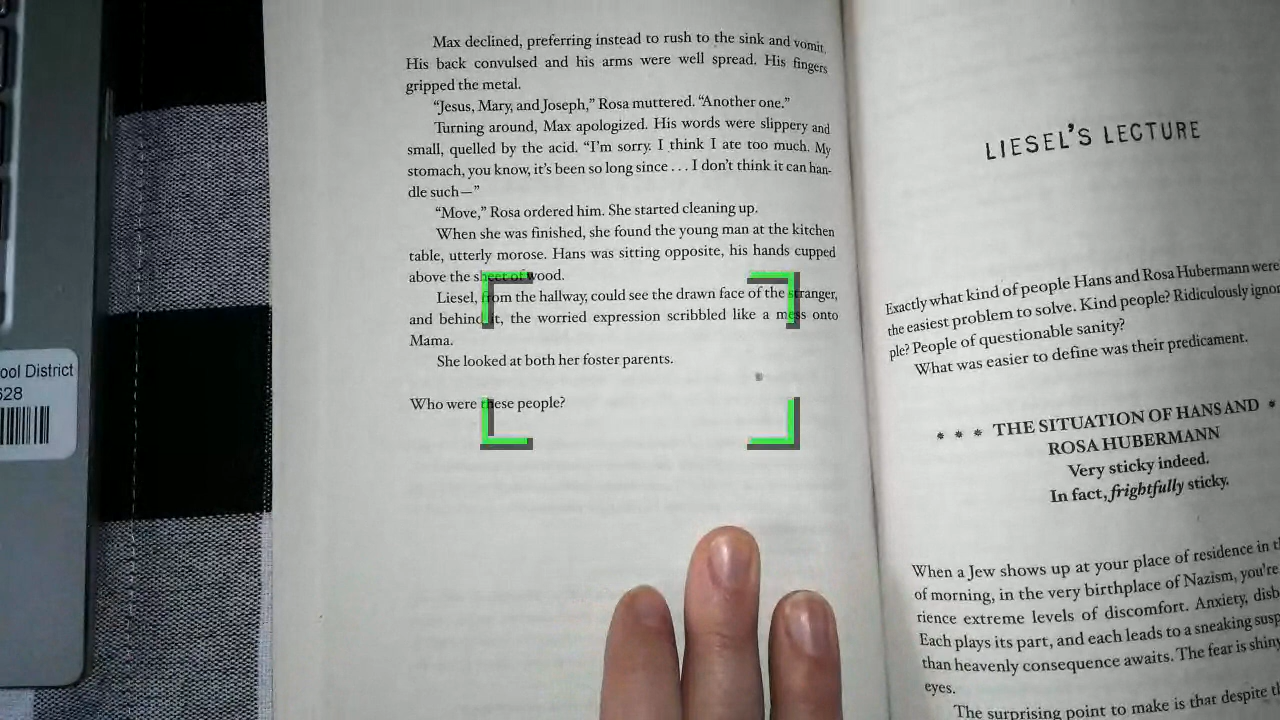 Max declined, preferring instead to rush to the sink and vomit.
His back convulsed and his arms were well spread. His fingers
gripped the metal.
“Jesus, Mary, and Joseph,” Rosa muttered. “Another one.”
Turning around, Max apologized. His words were slippery and
small, quelled by the acid. “I’m sorry. I think I ate too much. My
stomach, you know, it’s been so long since . . . I don’t think it can han-
dle such—”
“Move,” Rosa ordered him. She started cleaning up.
When she was finished, she found the young man at the kitchen
table, utterly morose. Hans was sitting opposite, his hands cupped
above the sheet of wood.
Liesel, from the hallway, could see the drawn face of the stranger,
and behind it, the worried expression scribbled like a mess onto
Mama.
She looked at both her foster parents.
Who were these people?
LIESEL’S LECTURE
Exactly what kind of people Hans and Rosa Hubermann were
the easiest problem to solve. Kind people? Ridiculously ignor
ple? People of questionable sanity?
What was easier to define was their predicament.
* * * THE SITUATION OF HANS AND *
ROSA HUBERMANN
Very sticky indeed.
In fact, frightfully sticky.
When a Jew shows up at your place of residence in th
of morning, in the very birthplace of Nazism, you’re
rience extreme levels of discomfort. Anxiety, disb
Each plays its part, and each leads to a sneaking susp
than heavenly consequence awaits. The fear is shiny
eyes.
The surprising point to make is that despite th
ool District
628